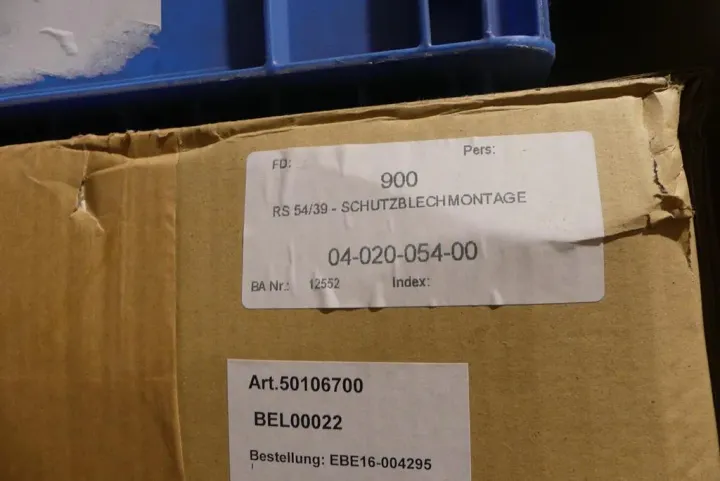 FD: Pers:
900
RS 54/39 - SCHUTZBLECHMONTAGE
04-020-054-00
BA Nr.: 12552 Index:
Art.50106700
BEL00022
Bestellung: EBE16-004295